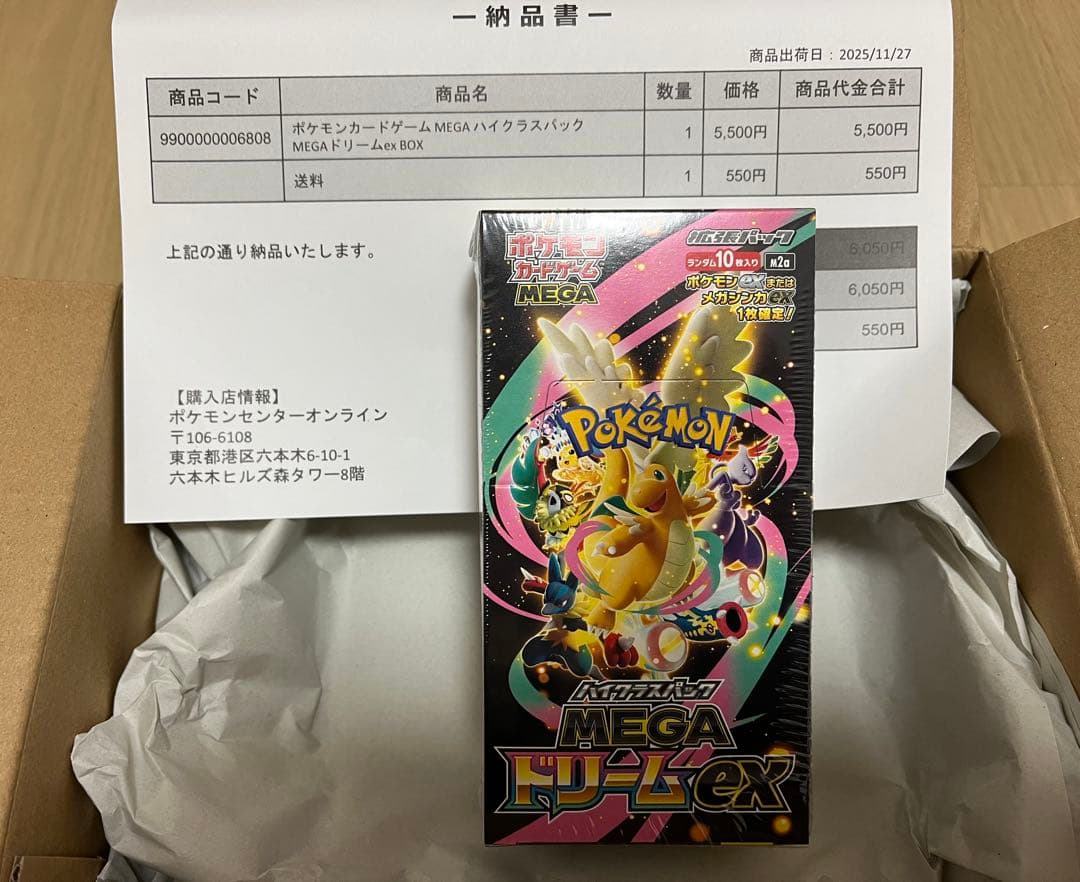 ー納品書ー
商品出荷日：2025/11/27
商品コード 商品名 数量 価格 商品代金合計
9900000006808 ポケモンカードゲーム MEGA ハイクラスパック MEGAドリームex BOX 1 5,500円 5,500円
送料 1 550円 550円
上記の通り納品いたします。
6,050円
6,050円
550円
【購入店情報】
ポケモンセンターオンライン
〒106-6108
東京都港区六本木6-10-1
六本木ヒルズ森タワー8階
ポケモン
カードゲーム
MEGA
拡張パック
ランダム10枚入り M2a
ポケモンexまたは
メガシンカex
1枚確定!
POKéMON
ハイクラスパック
MEGA
ドリームex